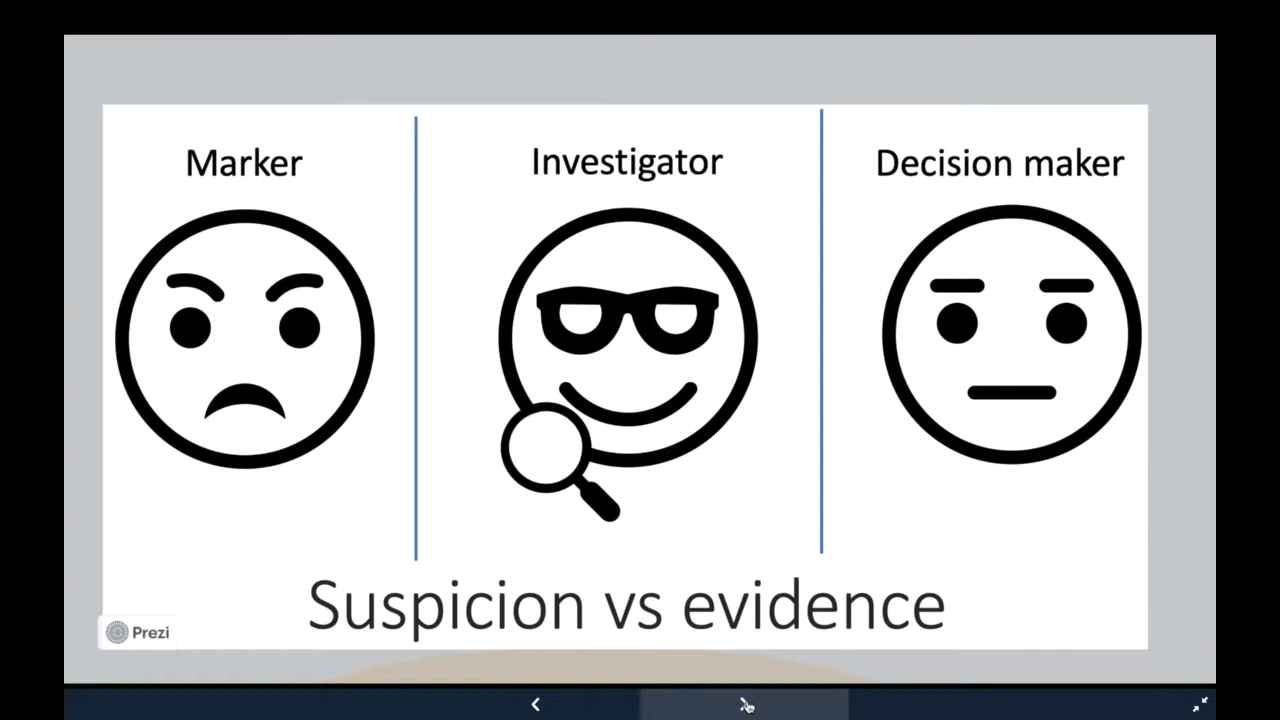 Marker
Investigator
Decision maker
Suspicion vs evidence
Prezi